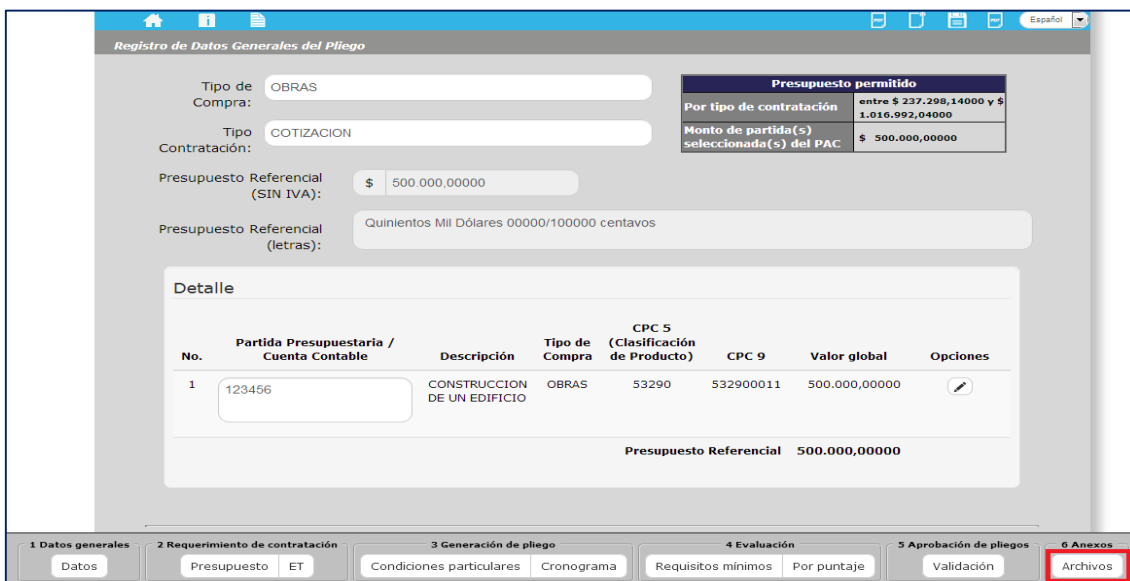 Español
Registro de Datos Generales del Pliego
Tipo de
Compra:
OBRAS
Tipo
Contratación:
COTIZACION
Presupuesto permitido
Por tipo de contratación
entre $ 237.298,14000 y $
1.016.992,04000
Monto de partida(s)
seleccionada(s) del PAC
$ 500.000,00000
Presupuesto Referencial
(SIN IVA):
$ 500.000,00000
Presupuesto Referencial
(letras):
Quinientos Mil Dólares 00000/100000 centavos
Detalle
No.
Partida Presupuestaria /
Cuenta Contable
Descripción
Tipo de
Compra
CPC 5
(Clasificación
de Producto)
CPC 9
Valor global
Opciones
1
123456
CONSTRUCCION
DE UN EDIFICIO
OBRAS
53290
532900011
500.000,00000
Presupuesto Referencial 500.000,00000
1 Datos generales
Datos
2 Requerimiento de contratación
Presupuesto ET
3 Generación de pliego
Condiciones particulares Cronograma
4 Evaluación
Requisitos mínimos Por puntaje
5 Aprobación de pliegos
Validación
6 Anexos
Archivos